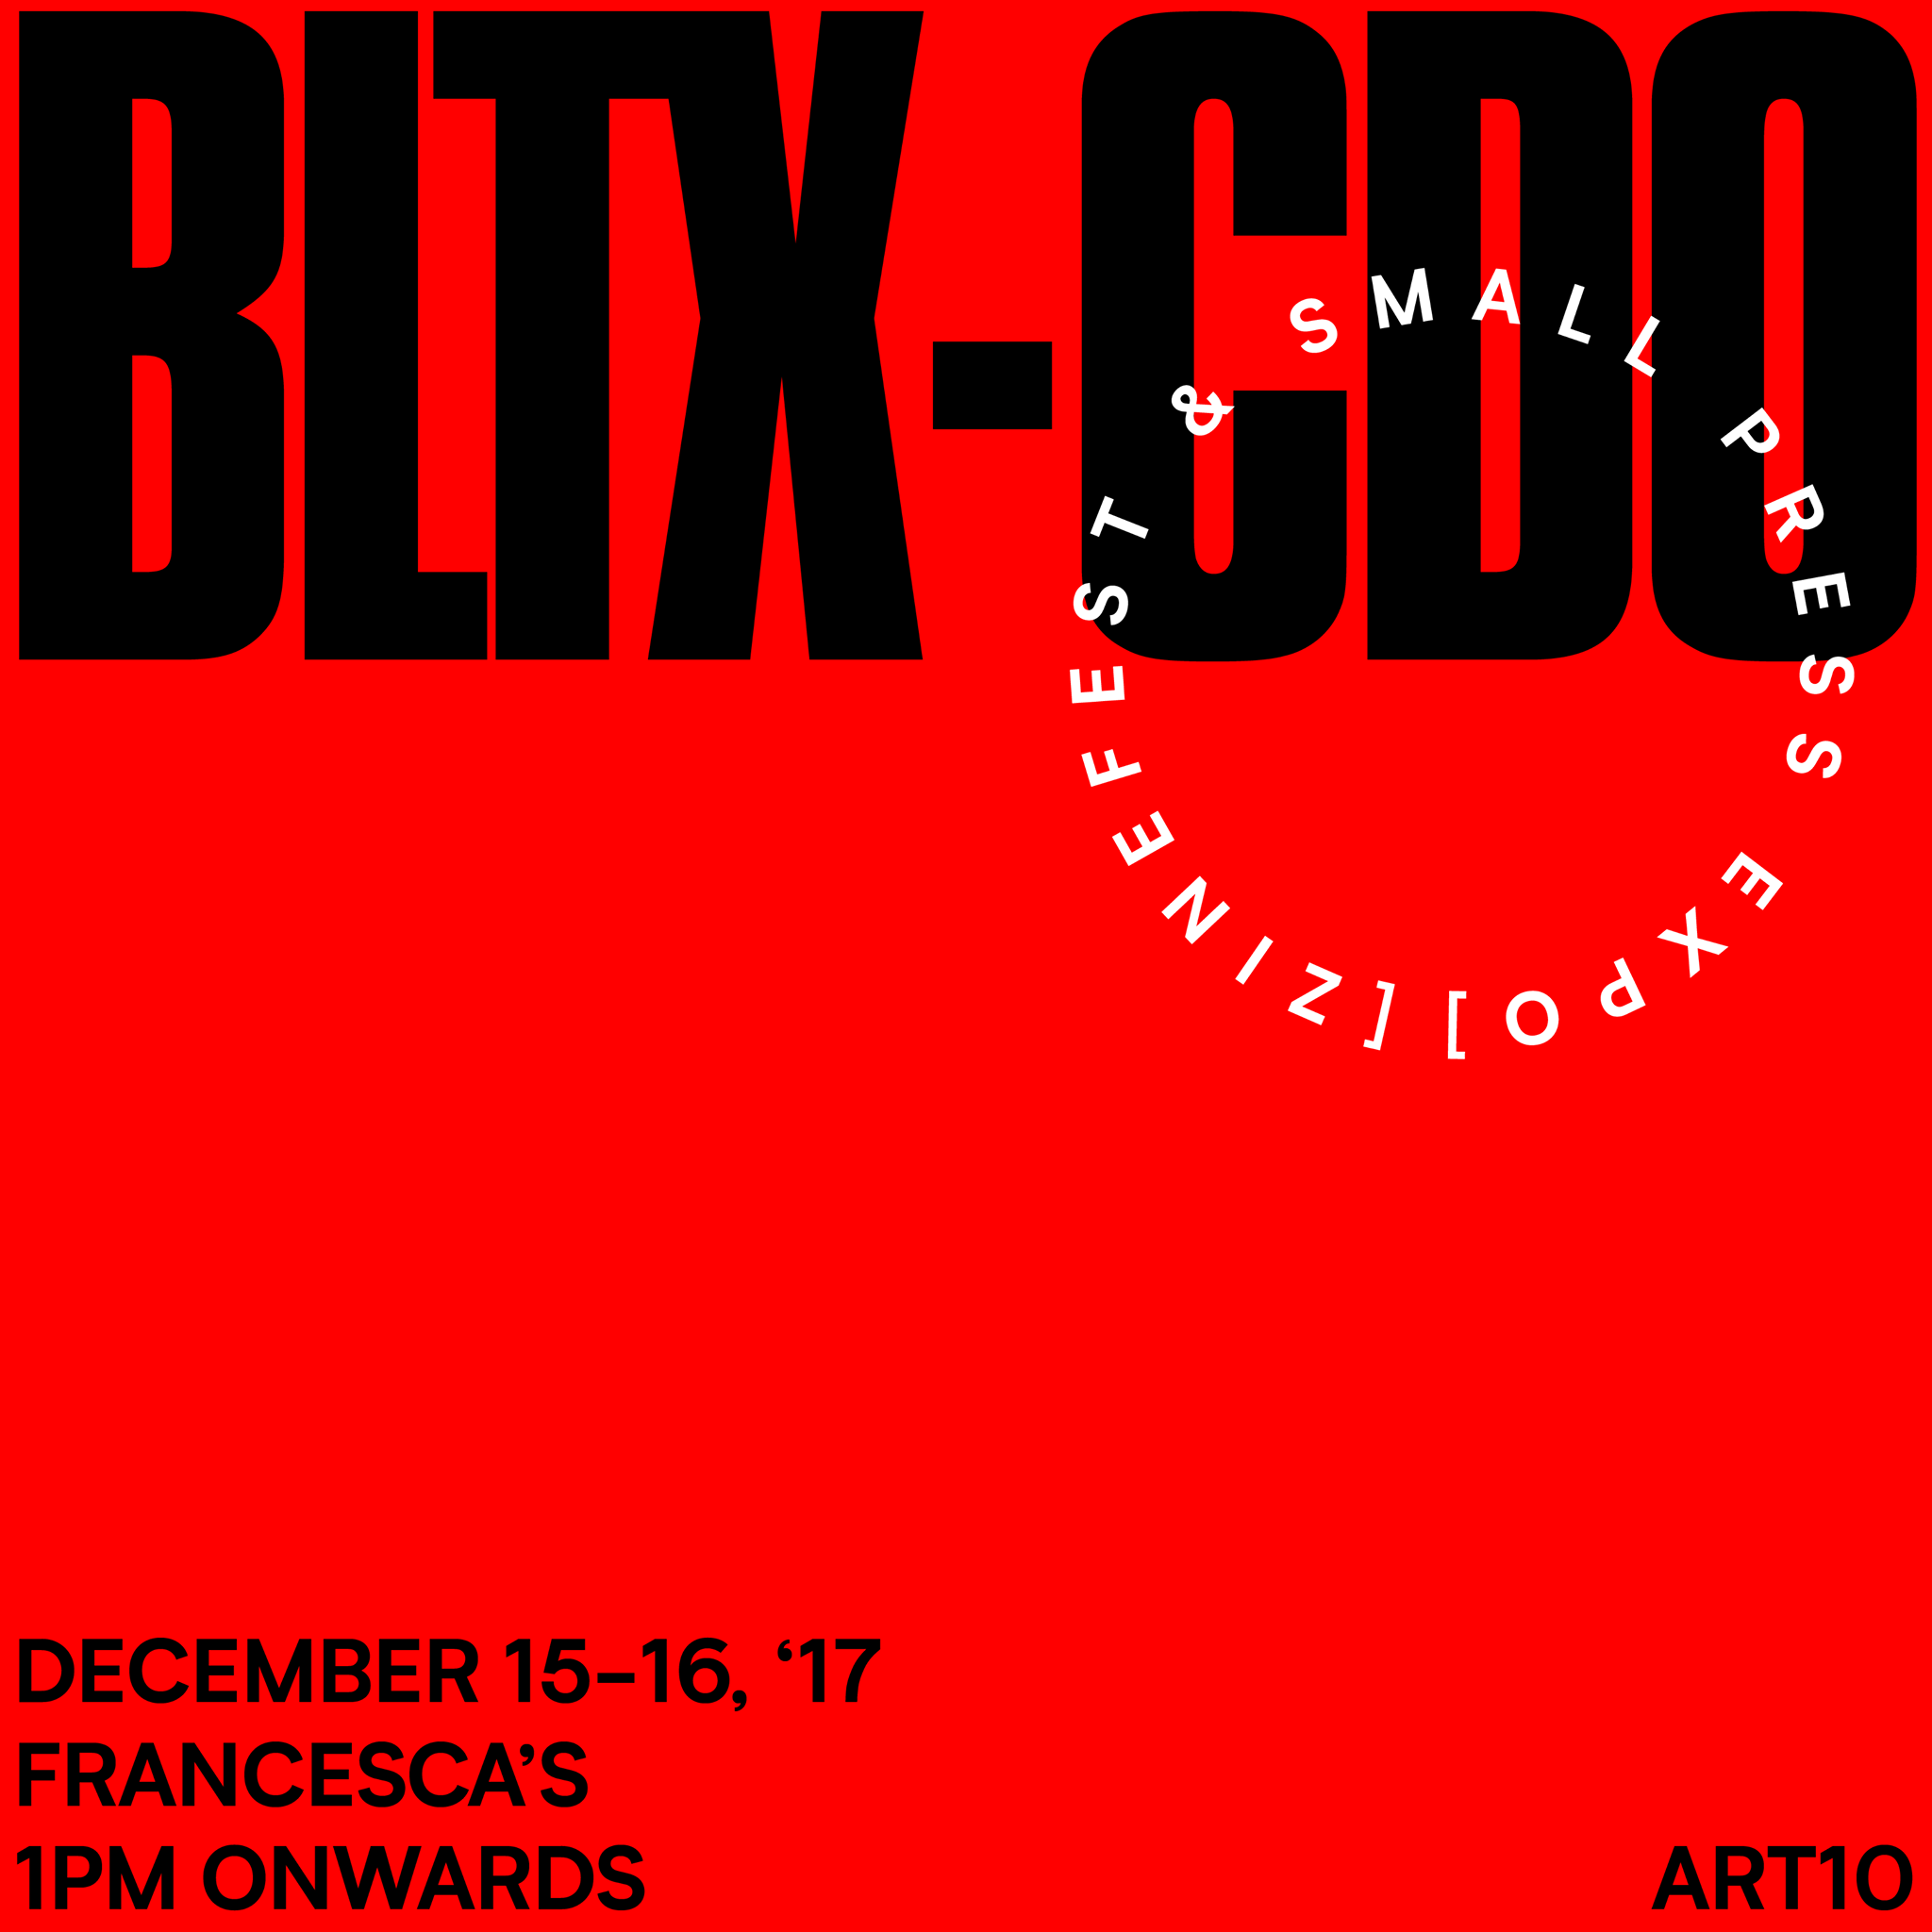 BLTX-CDO
[ZINEFEST & SMALL PRESS EXPO]
DECEMBER 15-16, ‘17
FRANCESCA’S
1PM ONWARDS
ART10